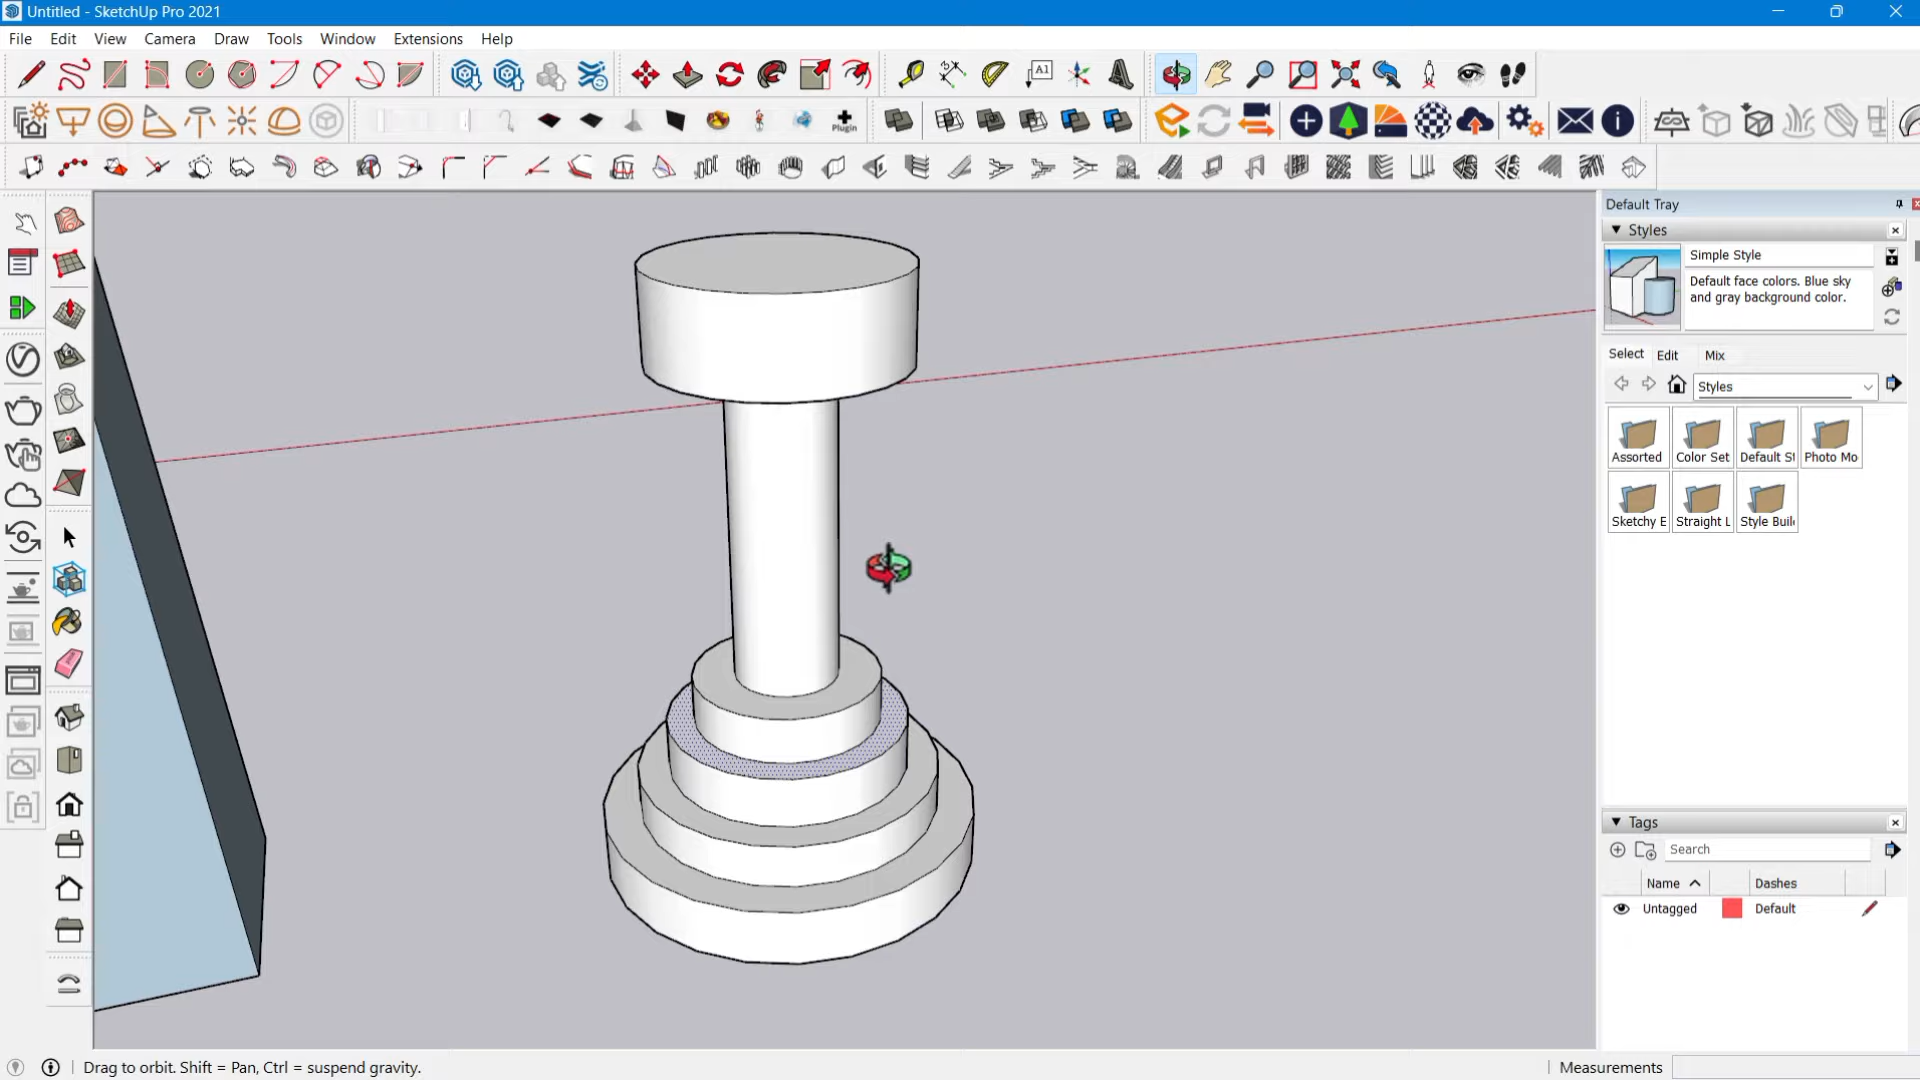 Untitled - SketchUp Pro 2021
File Edit View Camera Draw Tools Window Extensions Help
A1
Plugin
Default Tray
Styles
Simple Style
Default face colors. Blue sky
and gray background color.
Select Edit Mix
Styles
Assorted Color Set Default St Photo Mo
Sketchy E Straight L Style Buil
Tags
Search
Name Dashes
Untagged Default
Drag to orbit. Shift = Pan, Ctrl = suspend gravity.
Measurements